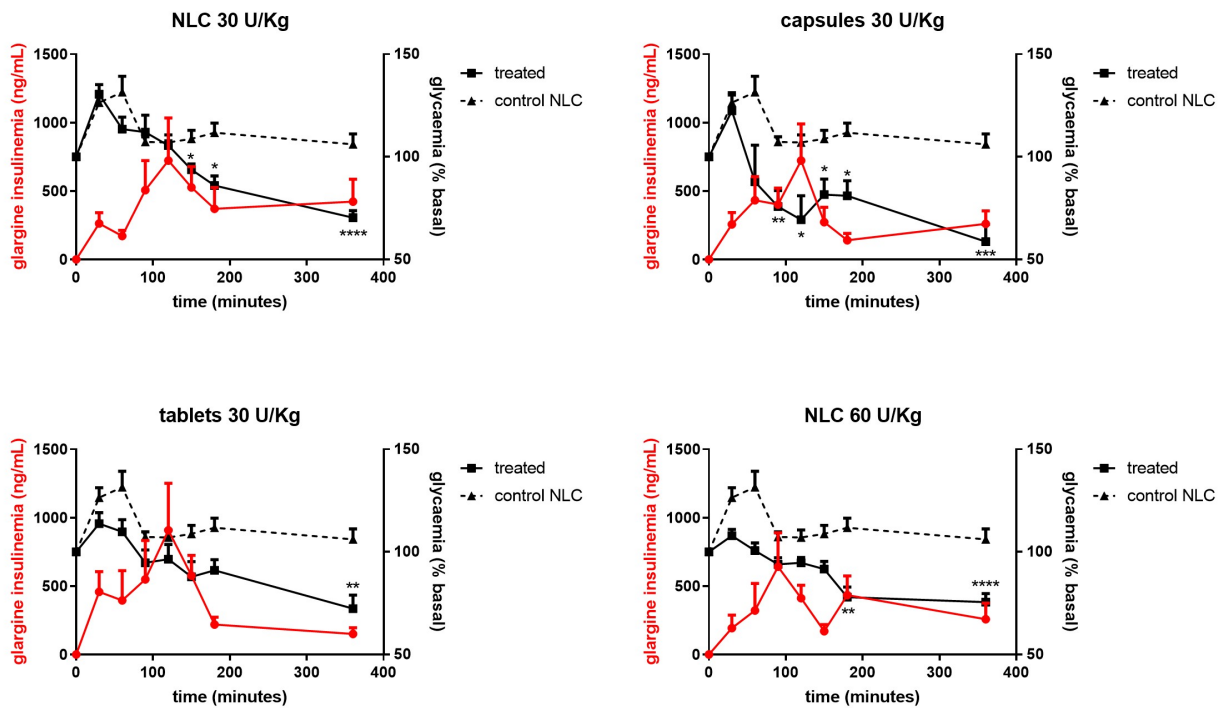 NLC 30 U/Kg
glargine insulinemia (ng/mL)
1500
1000
500
0
150
100
50
glycaemia (% basal)
treated
control NLC
*
*
****
0
100
200
300
400
time (minutes)
capsules 30 U/Kg
glargine insulinemia (ng/mL)
1500
1000
500
0
150
100
50
glycaemia (% basal)
treated
control NLC
**
*
*
*
***
0
100
200
300
400
time (minutes)
tablets 30 U/Kg
glargine insulinemia (ng/mL)
1500
1000
500
0
150
100
50
glycaemia (% basal)
treated
control NLC
**
0
100
200
300
400
time (minutes)
NLC 60 U/Kg
glargine insulinemia (ng/mL)
1500
1000
500
0
150
100
50
glycaemia (% basal)
treated
control NLC
**
****
0
100
200
300
400
time (minutes)